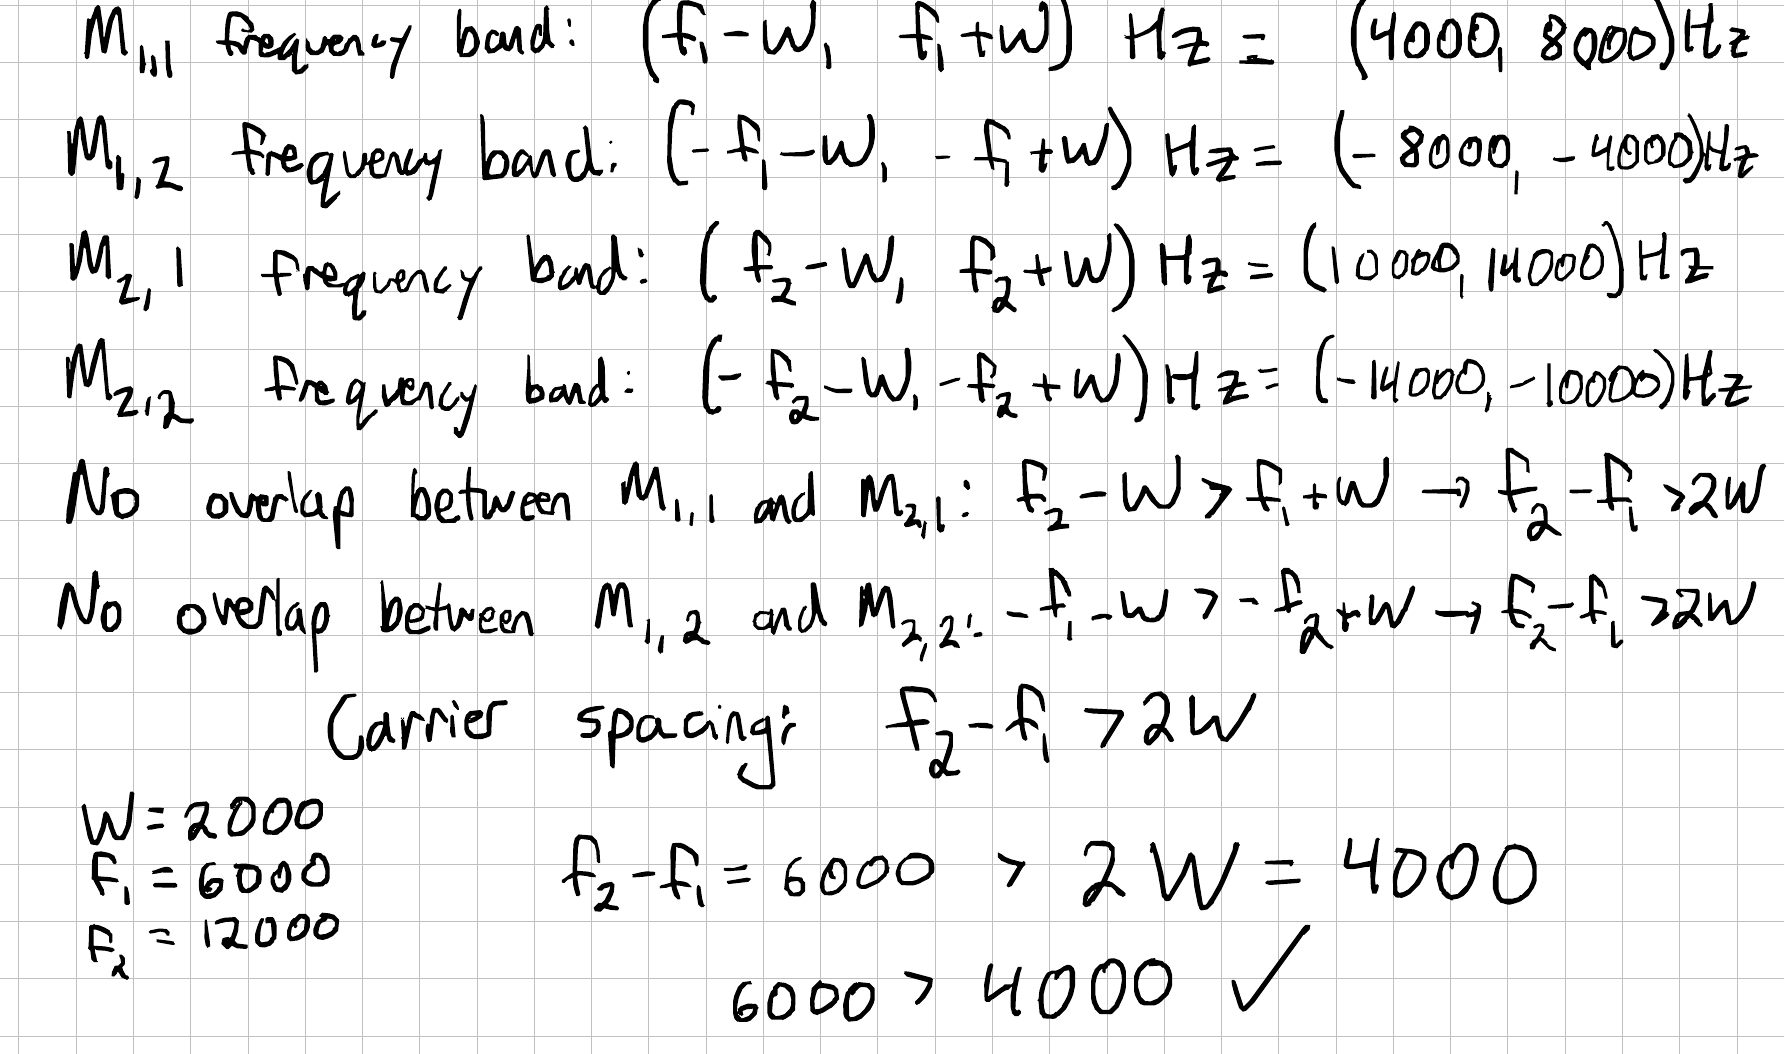 M₁,₁ frequency band: (f₁-W, f₁+W) Hz = (4000, 8000)Hz
M₁,₂ frequency band: (-f₁-W, -f₁+W) Hz = (-8000, -4000)Hz
M₂,1 frequency band: (f₂-W, f₂+W) Hz = (10000, 14000) Hz
M₂,₂ frequency band: (-f₂-W, -f₂+W) Hz = (-14000, -10000)Hz
No overlap between M₁,₁ and M₂,₁: f₂-W > f₁+W → f₂-f₁ >2W
No overlap between M₁,₂ and M₂,₂: -f₁-W > -f₂+W → f₂-f₁ >2W
Carrier spacing: f₂-f₁ >2W
W=2000
F₁ = 6000
f₂-f₁ = 6000 > 2W = 4000
F₂ = 12000
6000 > 4000 ✓